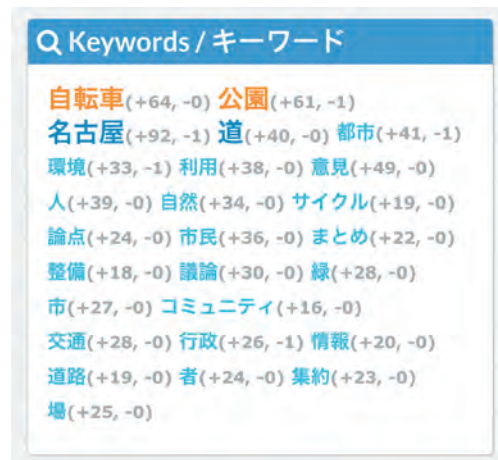 Keywords / キーワード
自転車(+64, -0) 公園(+61, -1)
名古屋(+92, -1) 道(+40, -0) 都市(+41, -1)
環境(+33, -1) 利用(+38, -0) 意見(+49, -0)
人(+39, -0) 自然(+34, -0) サイクル(+19, -0)
論点(+24, -0) 市民(+36, -0) まとめ(+22, -0)
整備(+18, -0) 議論(+30, -0) 緑(+28, -0)
市(+27, -0) コミュニティ(+16, -0)
交通(+28, -0) 行政(+26, -1) 情報(+20, -0)
道路(+19, -0) 者(+24, -0) 集約(+23, -0)
場(+25, -0)